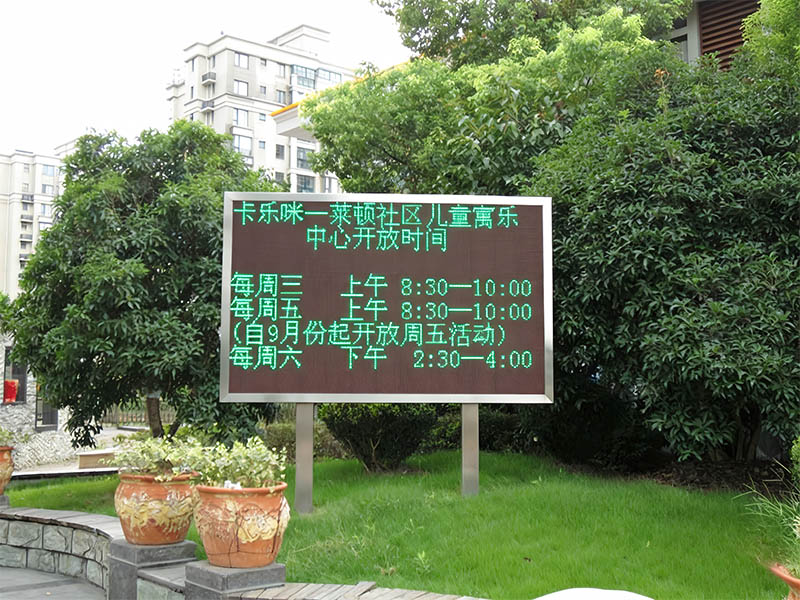 卡乐咪一莱顿社区儿童寓乐
中心开放时间
每周三 上午 8:30—10:00
每周五 上午 8:30—10:00
(自9月份起开放周五活动)
每周六 下午 2:30—4:00